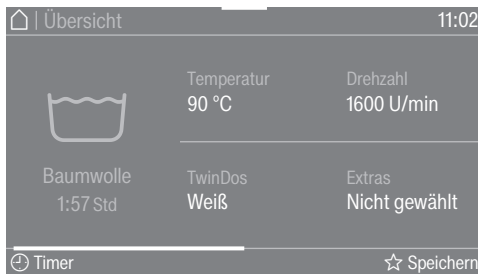 | Übersicht 11:02
Temperatur Drehzahl
90 °C 1600 U/min
Baumwolle TwinDos Extras
1:57 Std Weiß Nicht gewählt
Timer Speichern